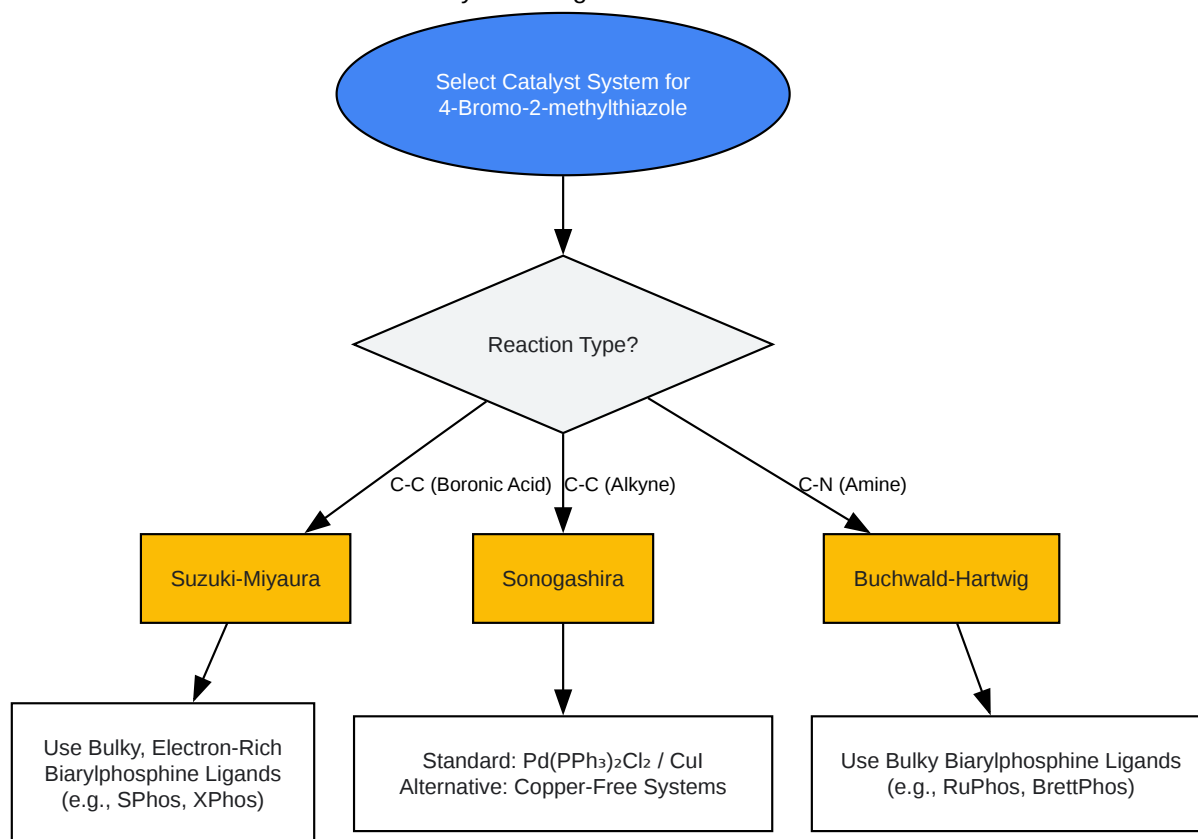 Select Catalyst System for
4-Bromo-2-methylthiazole
Reaction Type?
C-C (Boronic Acid)
C-C (Alkyne)
C-N (Amine)
Suzuki-Miyaura
Sonogashira
Buchwald-Hartwig
Use Bulky, Electron-Rich
Biarylphosphine Ligands
(e.g., SPhos, XPhos)
Standard: Pd(PPh₃)₂Cl₂ / CuI
Alternative: Copper-Free Systems
Use Bulky Biarylphosphine Ligands
(e.g., RuPhos, BrettPhos)